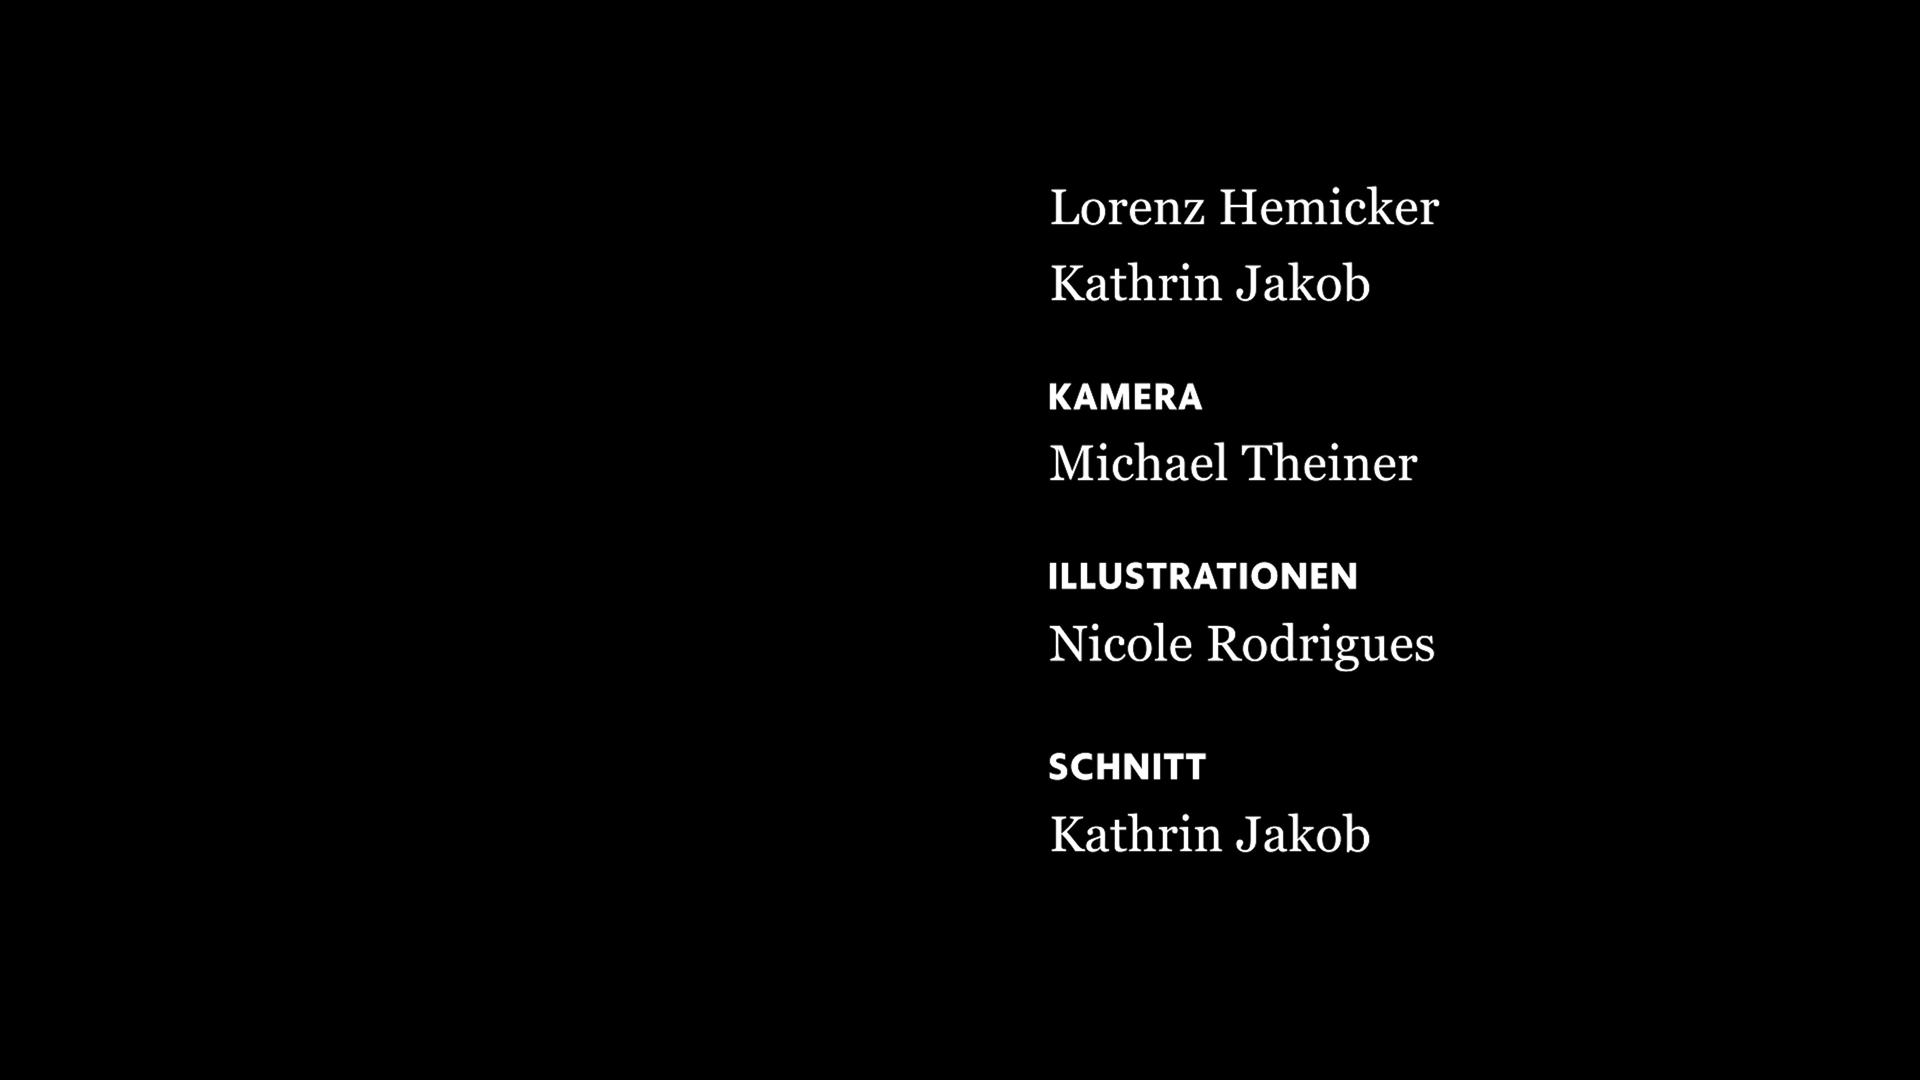 Lorenz Hemicker
Kathrin Jakob
KAMERA
Michael Theiner
ILLUSTRATIONEN
Nicole Rodrigues
SCHNITT
Kathrin Jakob